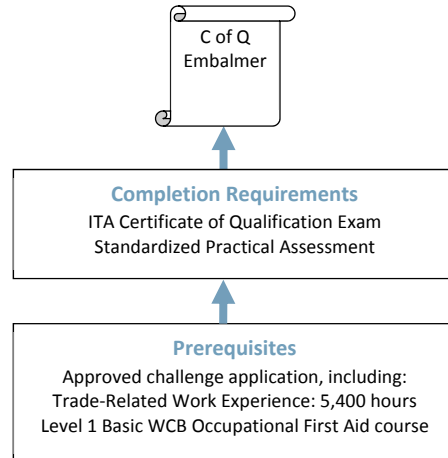 C of Q
Embalmer
Completion Requirements
ITA Certificate of Qualification Exam
Standardized Practical Assessment
Prerequisites
Approved challenge application, including:
Trade-Related Work Experience: 5,400 hours
Level 1 Basic WCB Occupational First Aid course